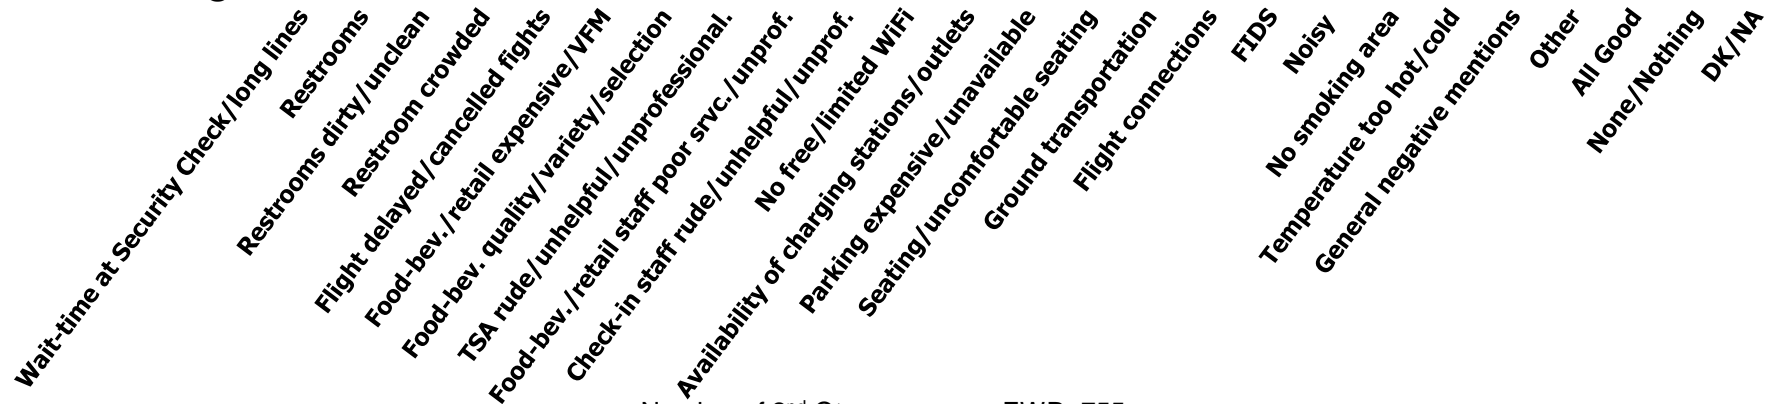 Wait-time at Security Check/long lines
Restrooms
Restrooms dirty/unclean
Restroom crowded
Flight delayed/cancelled fights
Food-bev./retail expensive/VFM
Food-bev. quality/variety/selection
TSA rude/unhelpful/unprofessional.
Food-bev./retail staff poor srvc./unprof.
Check-in staff rude/unhelpful/unprof.
No free/limited WiFi
Availability of charging stations/outlets
Parking expensive/unavailable
Seating/uncomfortable seating
Ground transportation
Flight connections
FIDS
Noisy
No smoking area
Temperature too hot/cold
General negative mentions
Other
All Good
None/Nothing
DK/NA